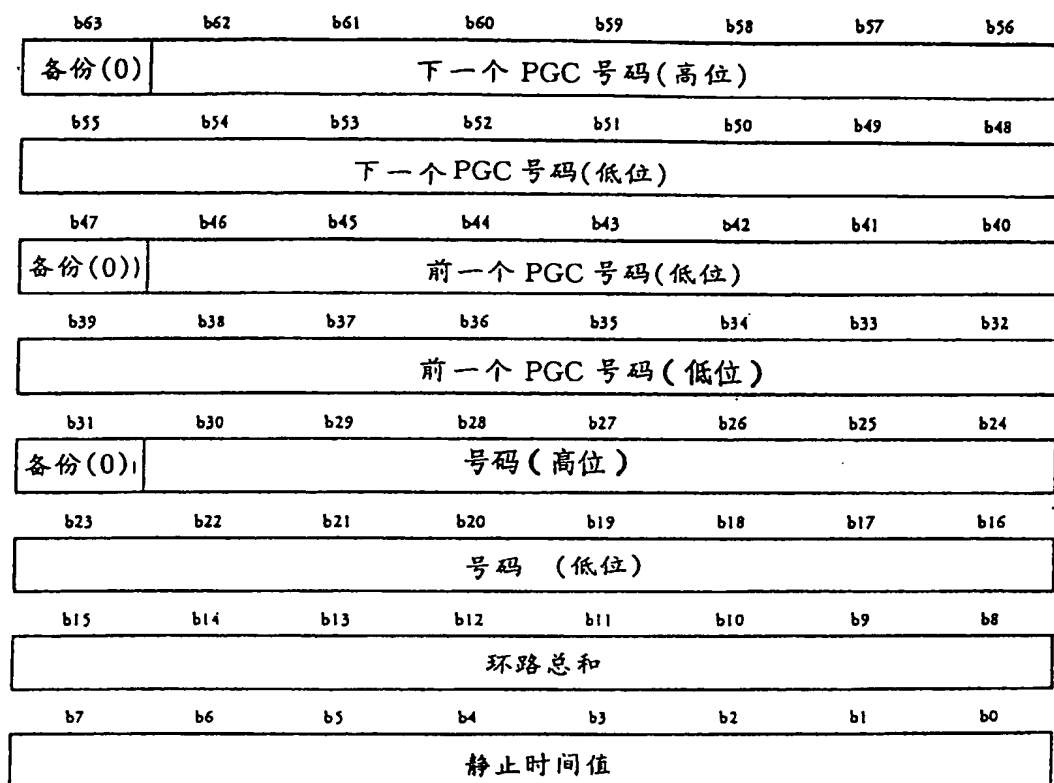 b63 b62 b61 b60 b59 b58 b57 b56
备份(0) 下一个 PGC 号码(高位)
b55 b54 b53 b52 b51 b50 b49 b48
下一个 PGC 号码(低位)
b47 b46 b45 b44 b43 b42 b41 b40
备份(0)) 前一个 PGC 号码(低位)
b39 b38 b37 b36 b35 b34 b33 b32
前一个 PGC 号码(低位)
b31 b30 b29 b28 b27 b26 b25 b24
备份(0) 号码(高位)
b23 b22 b21 b20 b19 b18 b17 b16
号码 (低位)
b15 b14 b13 b12 b11 b10 b9 b8
环路总和
b7 b6 b5 b4 b3 b2 b1 b0
静止时间值